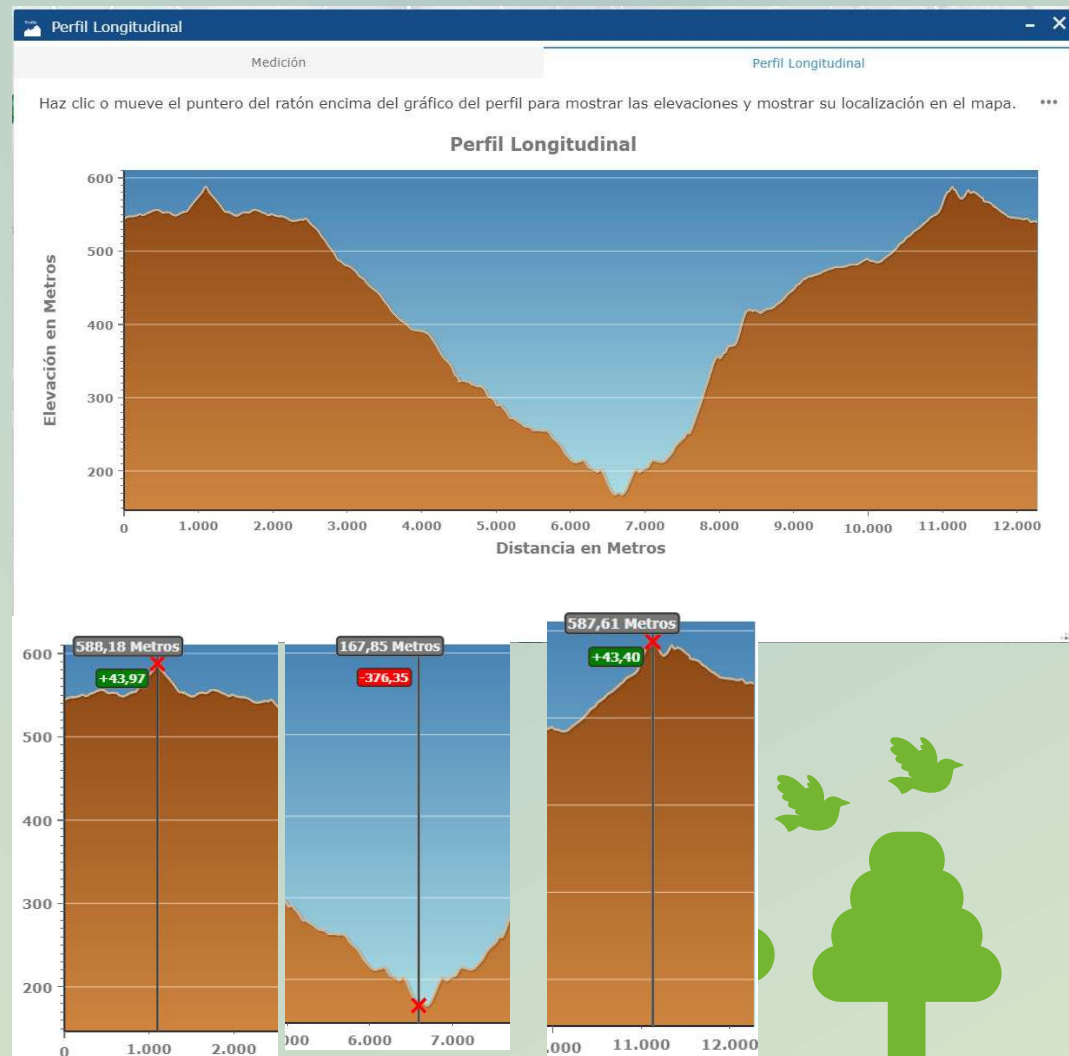 Perfil Longitudinal
Medición
Perfil Longitudinal
Haz clic o mueve el puntero del ratón encima del gráfico del perfil para mostrar las elevaciones y mostrar su localización en el mapa.
Perfil Longitudinal
Elevación en Metros
600
500
400
300
200
0 1.000 2.000 3.000 4.000 5.000 6.000 7.000 8.000 9.000 10.000 11.000 12.000
Distancia en Metros
588,18 Metros
+43,97
600
500
400
300
200
0 1.000 2.000
167,85 Metros
-376,35
000 6.000 7.000
587,61 Metros
+43,40
.000 11.000 12.000